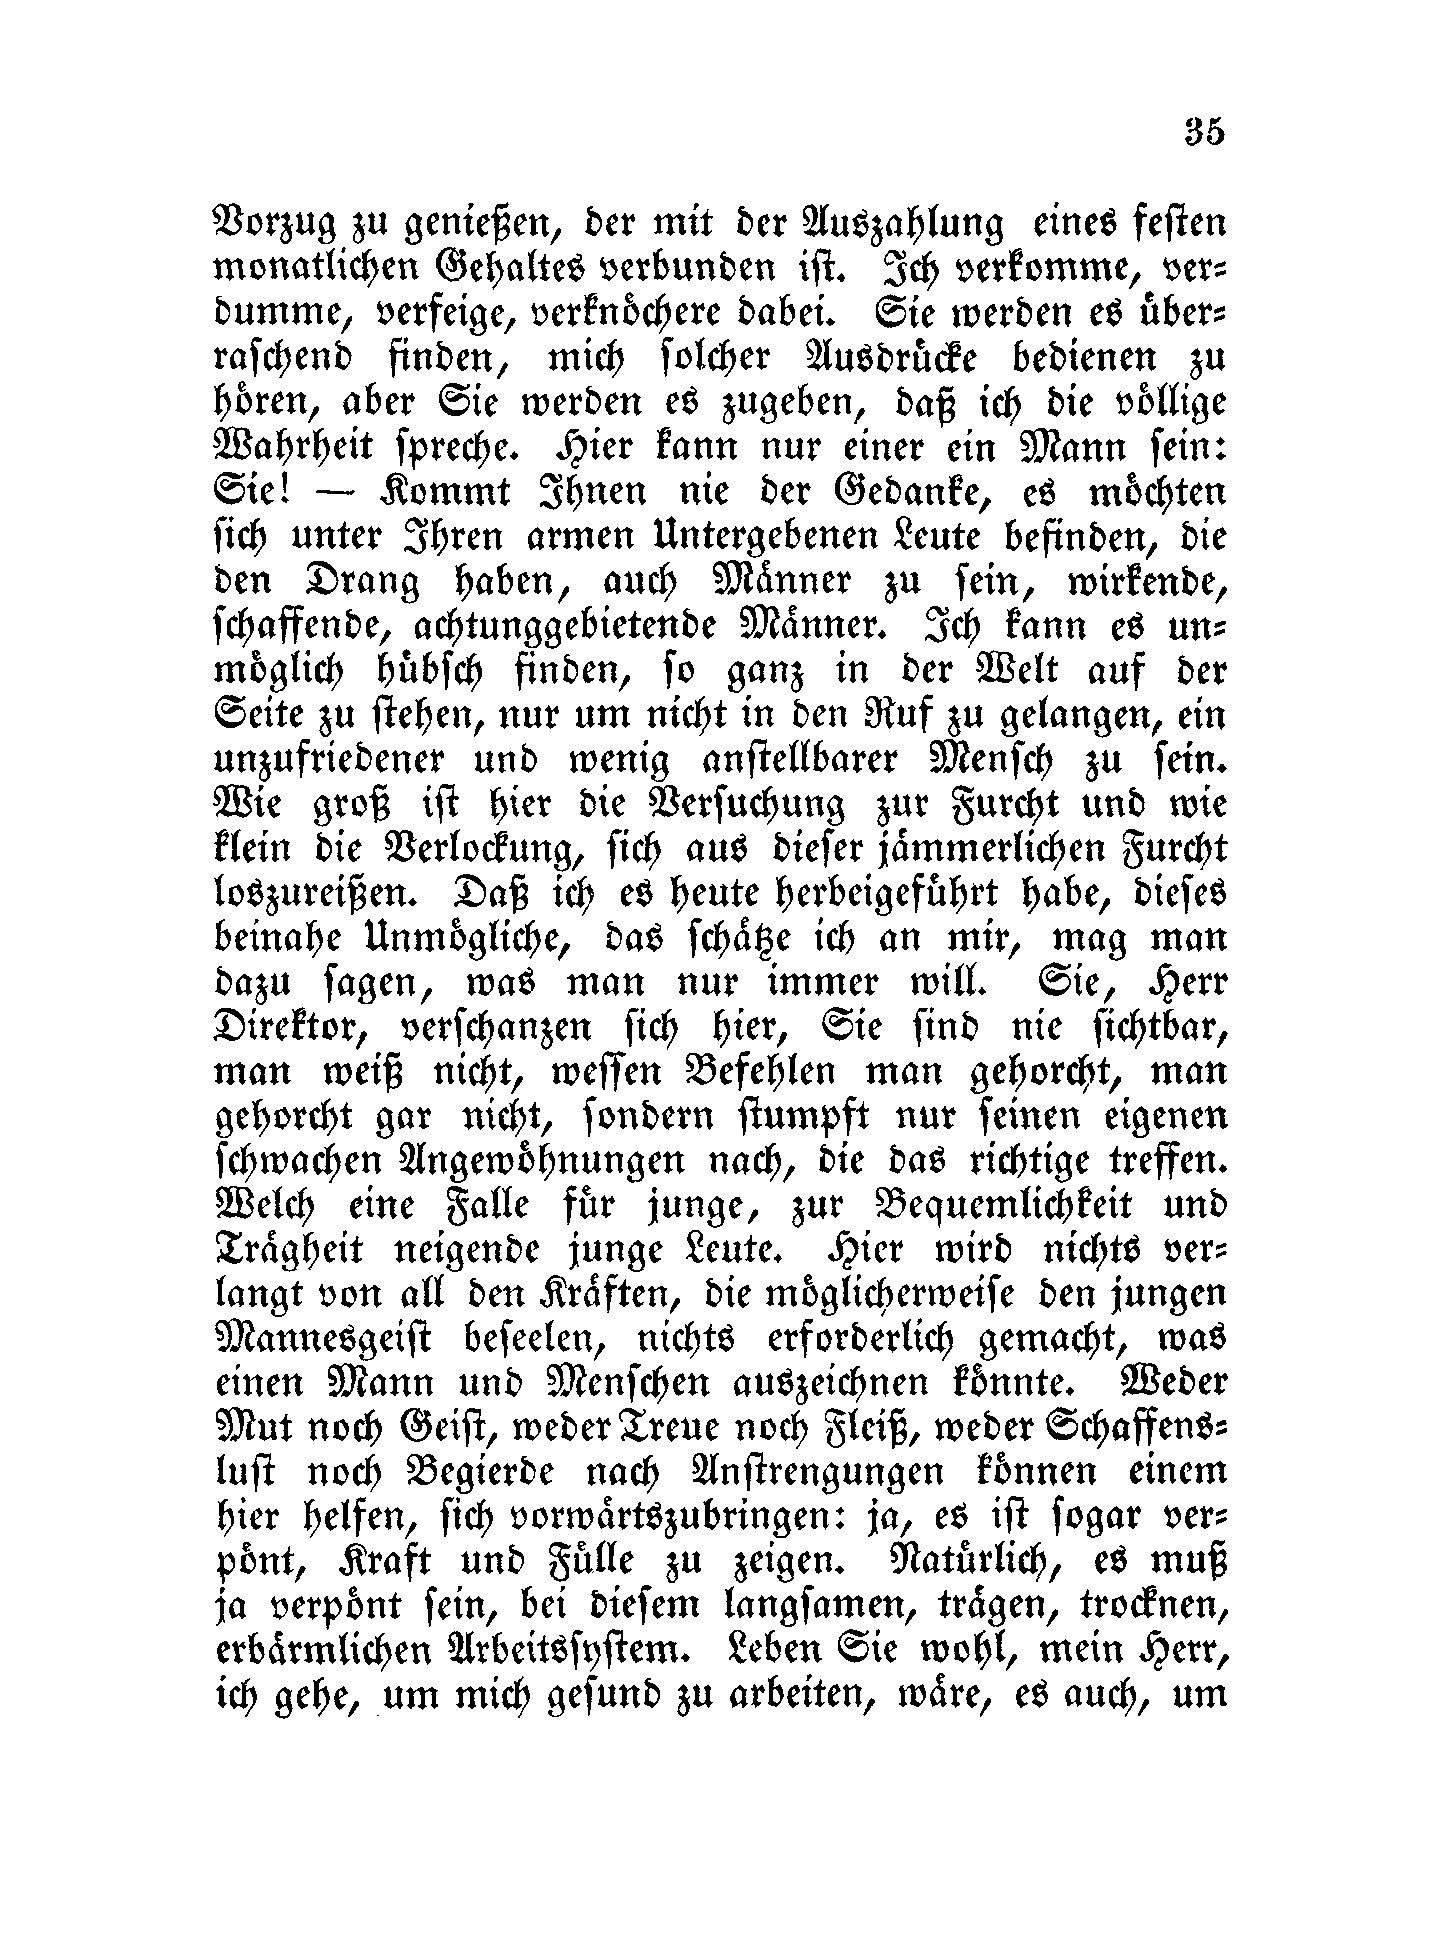 35
Vorzug zu genießen, der mit der Auszahlung eines festen
monatlichen Gehaltes verbunden ist. Ich verkomme, ver-
dumme, verfeige, verknöchere dabei. Sie werden es über-
raschend finden, mich solcher Ausdrücke bedienen zu
hören, aber Sie werden es zugeben, daß ich die völlige
Wahrheit spreche. Hier kann nur einer ein Mann sein:
Sie! — Kommt Ihnen nie der Gedanke, es möchten
sich unter Ihren armen Untergebenen Leute befinden, die
den Drang haben, auch Männer zu sein, wirkende,
schaffende, achtunggebietende Männer. Ich kann es un-
möglich hübsch finden, so ganz in der Welt auf der
Seite zu stehen, nur um nicht in den Ruf zu gelangen, ein
unzufriedener und wenig anstellbarer Mensch zu sein.
Wie groß ist hier die Versuchung zur Furcht und wie
klein die Verlockung, sich aus dieser jämmerlichen Furcht
loszureißen. Daß ich es heute herbeigeführt habe, dieses
beinahe Unmögliche, das schätze ich an mir, mag man
dazu sagen, was man nur immer will. Sie, Herr
Direktor, verschanzen sich hier, Sie sind nie sichtbar,
man weiß nicht, wessen Befehlen man gehorcht, man
gehorcht gar nicht, sondern stumpft nur seinen eigenen
schwachen Angewöhnungen nach, die das richtige treffen.
Welch eine Falle für junge, zur Bequemlichkeit und
Trägheit neigende junge Leute. Hier wird nichts ver-
langt von all den Kräften, die möglicherweise den jungen
Mannesgeist beseelen, nichts erforderlich gemacht, was
einen Mann und Menschen auszeichnen könnte. Weder
Mut noch Geist, weder Treue noch Fleiß, weder Schaffens-
lust noch Begierde nach Anstrengungen können einem
hier helfen, sich vorwärtszubringen: ja, es ist sogar ver-
pönt, Kraft und Fülle zu zeigen. Natürlich, es muß
ja verpönt sein, bei diesem langsamen, trägen, trocknen,
erbärmlichen Arbeitssystem. Leben Sie wohl, mein Herr,
ich gehe, um mich gesund zu arbeiten, wäre, es auch, um